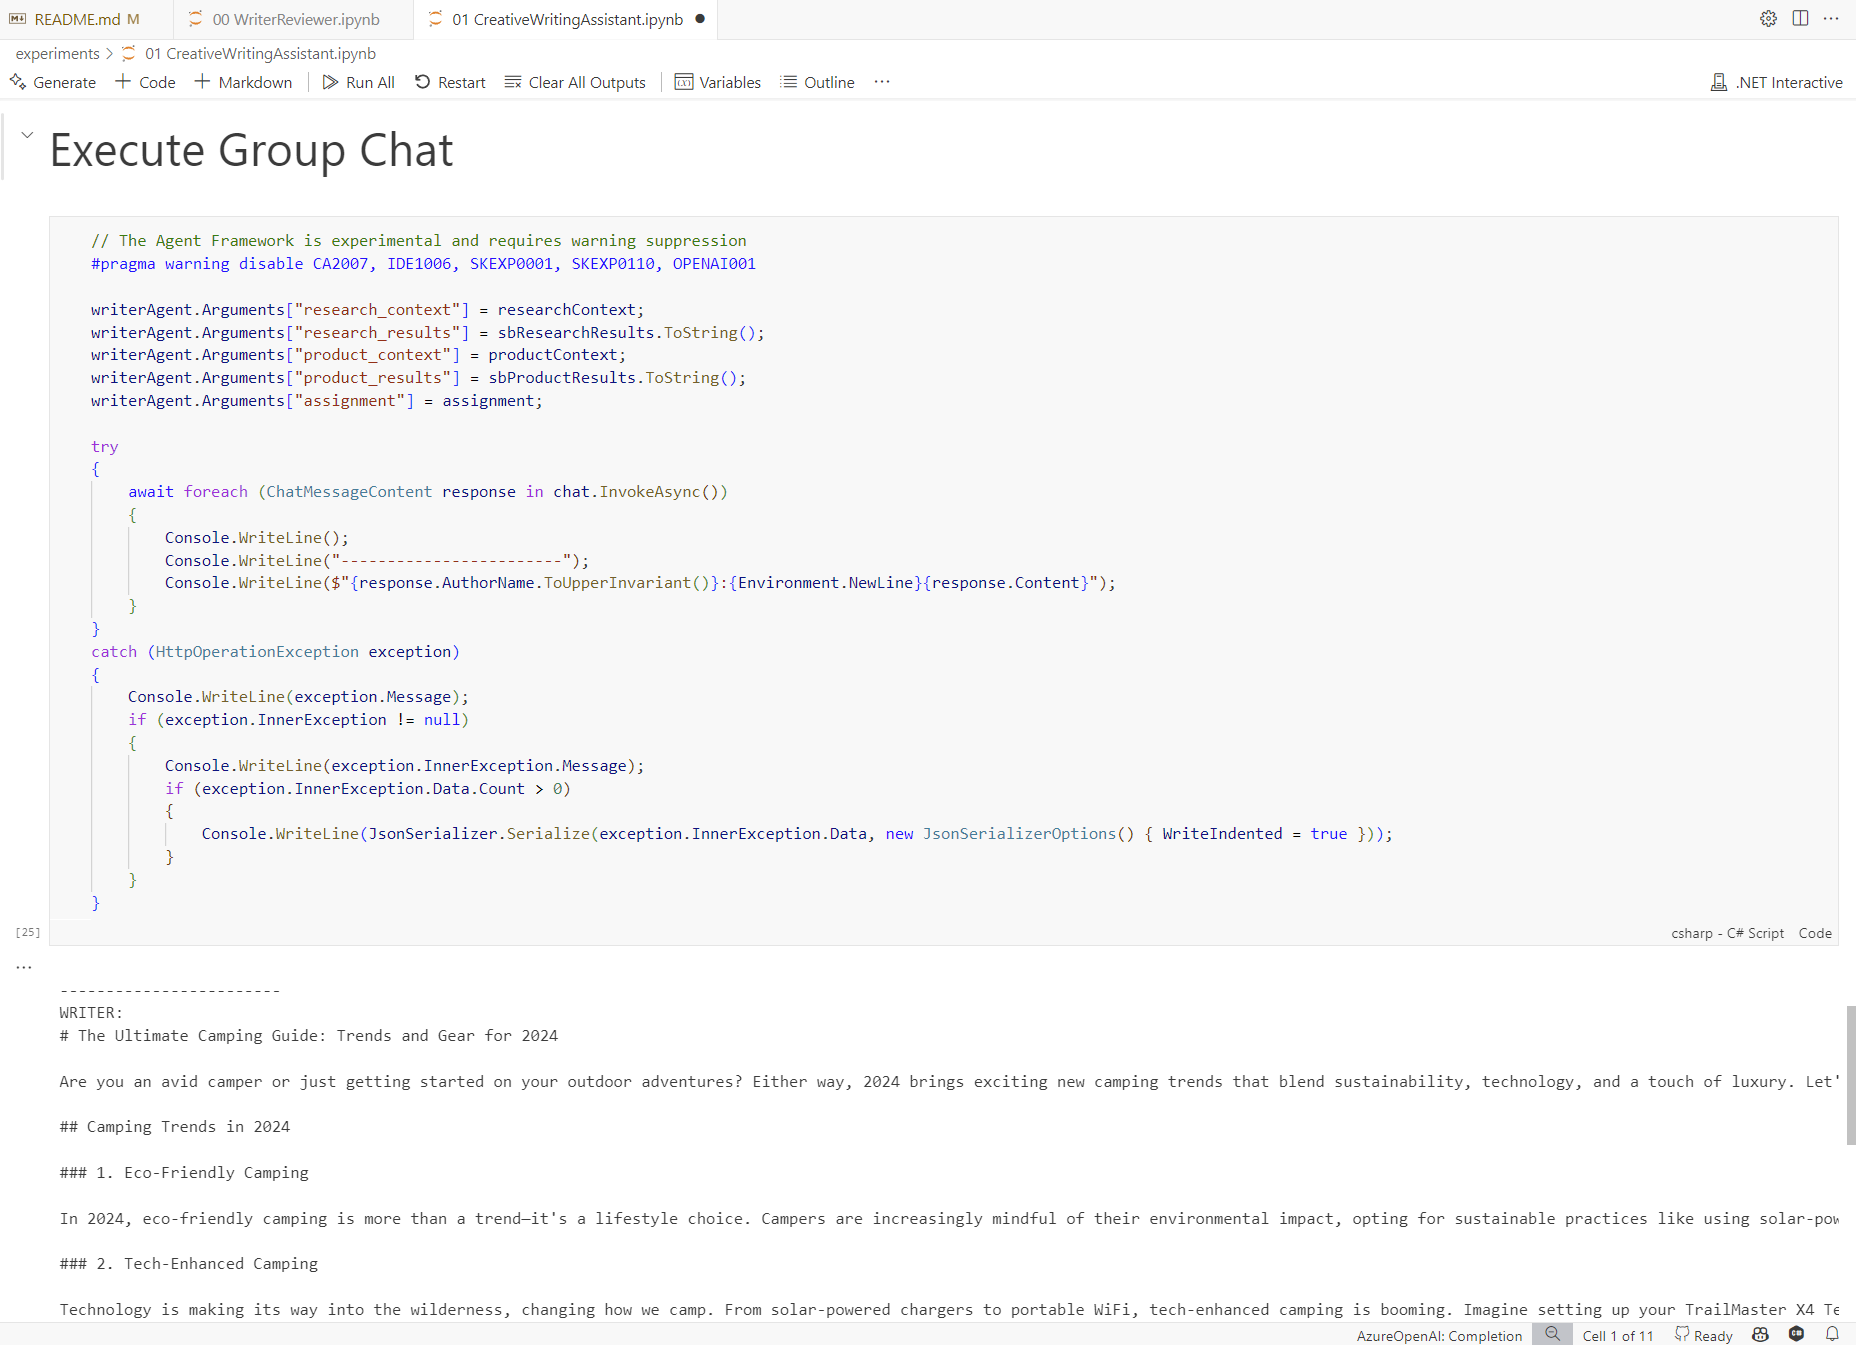 README.md M
00 WriterReviewer.ipynb
01 CreativeWritingAssistant.ipynb
experiments > 01 CreativeWritingAssistant.ipynb
Generate + Code + Markdown Run All Restart Clear All Outputs Variables Outline ... .NET Interactive
Execute Group Chat
// The Agent Framework is experimental and requires warning suppression
#pragma warning disable CA2007, IDE1006, SKEXP0001, SKEXP0110, OPENAI001
writerAgent.Arguments["research_context"] = researchContext;
writerAgent.Arguments["research_results"] = sbResearchResults.ToString();
writerAgent.Arguments["product_context"] = productContext;
writerAgent.Arguments["product_results"] = sbProductResults.ToString();
writerAgent.Arguments["assignment"] = assignment;
try
{
    await foreach (ChatMessageContent response in chat.InvokeAsync())
    {
        Console.WriteLine();
        Console.WriteLine("------------------------");
        Console.WriteLine($"{response.AuthorName.ToUpperInvariant()}:{Environment.NewLine}{response.Content}");
    }
}
catch (HttpOperationException exception)
{
    Console.WriteLine(exception.Message);
    if (exception.InnerException != null)
    {
        Console.WriteLine(exception.InnerException.Message);
        if (exception.InnerException.Data.Count > 0)
        {
            Console.WriteLine(JsonSerializer.Serialize(exception.InnerException.Data, new JsonSerializerOptions() { WriteIndented = true }));
        }
    }
}
[25]
csharp - C# Script Code
...
------------------------
WRITER:
# The Ultimate Camping Guide: Trends and Gear for 2024
Are you an avid camper or just getting started on your outdoor adventures? Either way, 2024 brings exciting new camping trends that blend sustainability, technology, and a touch of luxury. Let'
## Camping Trends in 2024
### 1. Eco-Friendly Camping
In 2024, eco-friendly camping is more than a trend—it's a lifestyle choice. Campers are increasingly mindful of their environmental impact, opting for sustainable practices like using solar-pow
### 2. Tech-Enhanced Camping
Technology is making its way into the wilderness, changing how we camp. From solar-powered chargers to portable WiFi, tech-enhanced camping is booming. Imagine setting up your TrailMaster X4 Te
AzureOpenAI: Completion Cell 1 of 11 Ready